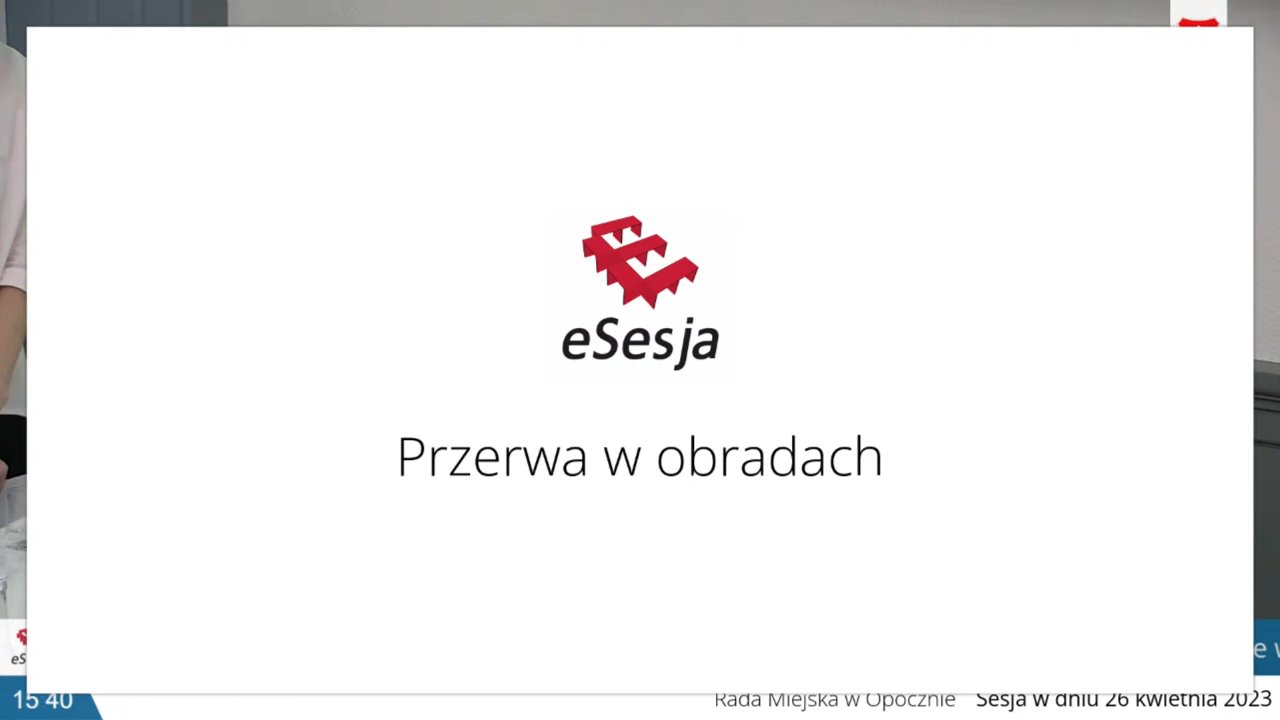 eSesja
Przerwa w obradach
15 40
Rada Miejska w Opocznie Sesja w dniu 26 kwietnia 2023